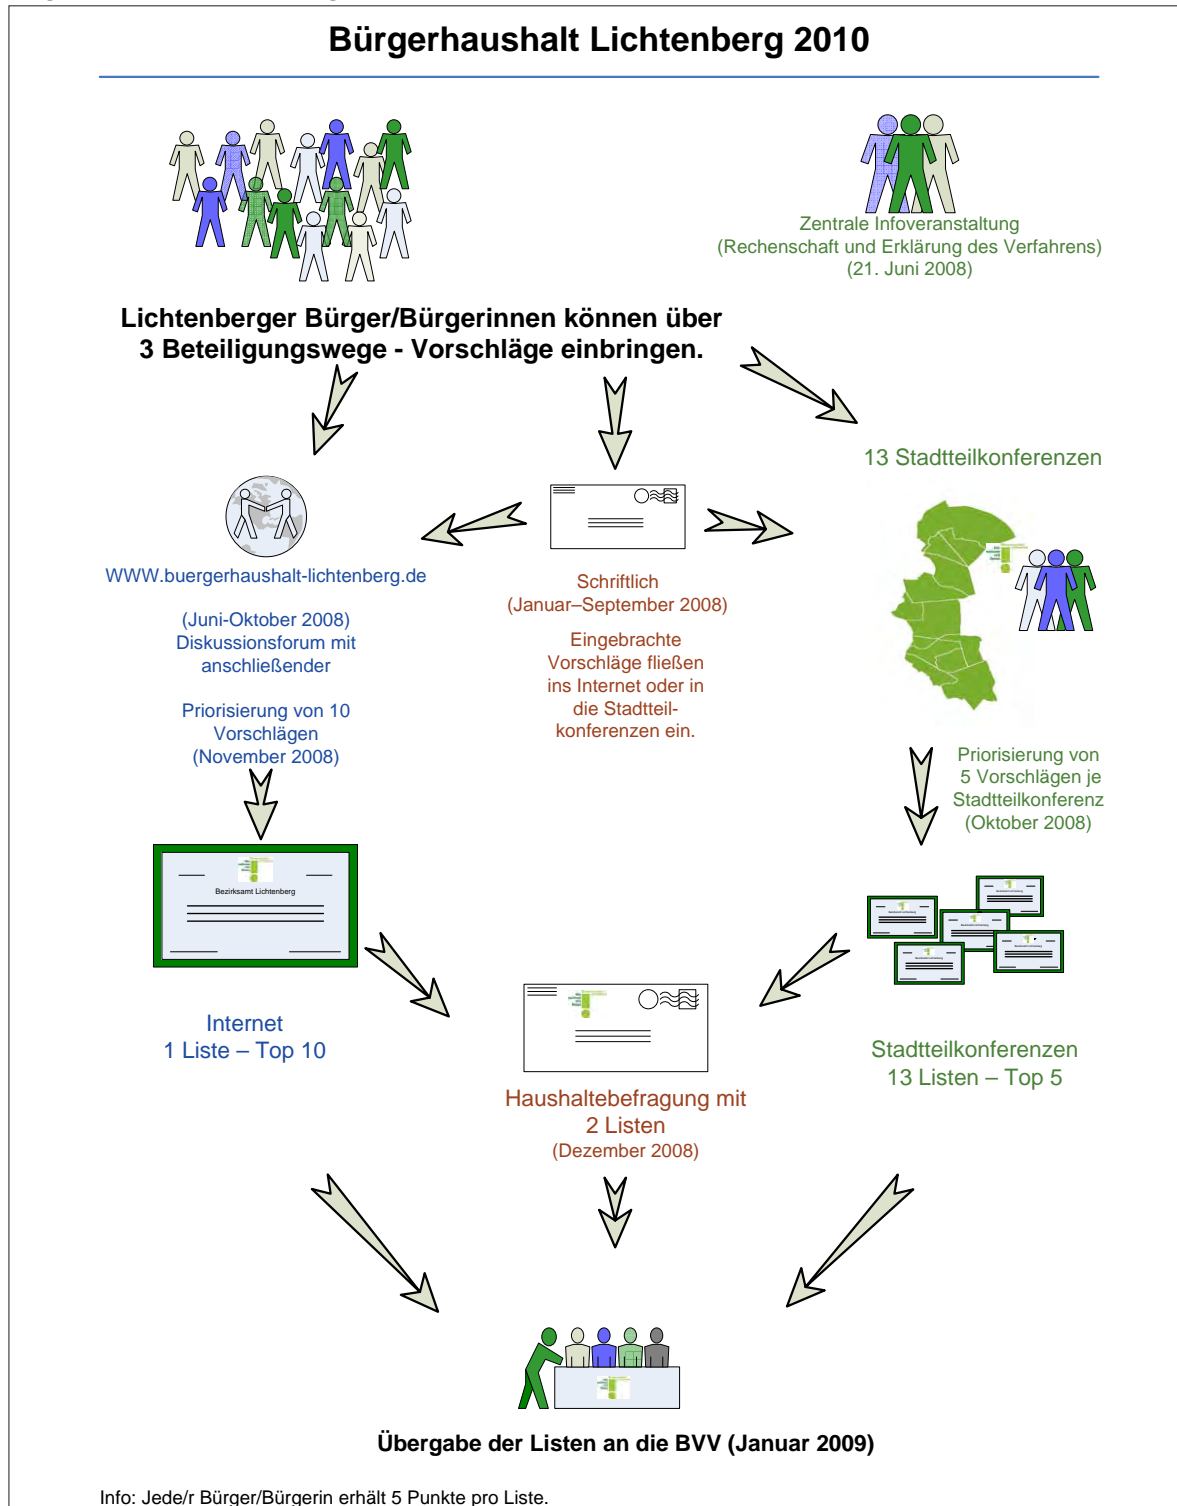 Bürgerhaushalt Lichtenberg 2010
Zentrale Infoveranstaltung
(Rechenschaft und Erklärung des Verfahrens)
(21. Juni 2008)
Lichtenberger Bürger/Bürgerinnen können über
3 Beteiligungswege - Vorschläge einbringen.
13 Stadtteilkonferenzen
WWW.buergerhaushalt-lichtenberg.de
(Juni-Oktober 2008)
Diskussionsforum mit
anschließender
Priorisierung von 10
Vorschlägen
(November 2008)
Schriftlich
(Januar–September 2008)
Eingebrachte
Vorschläge fließen
ins Internet oder in
die Stadtteil-
konferenzen ein.
Priorisierung von
5 Vorschlägen je
Stadtteilkonferenz
(Oktober 2008)
Bezirksamt Lichtenberg
Internet
1 Liste – Top 10
Haushaltebefragung mit
2 Listen
(Dezember 2008)
Stadtteilkonferenzen
13 Listen – Top 5
Übergabe der Listen an die BVV (Januar 2009)
Info: Jede/r Bürger/Bürgerin erhält 5 Punkte pro Liste.